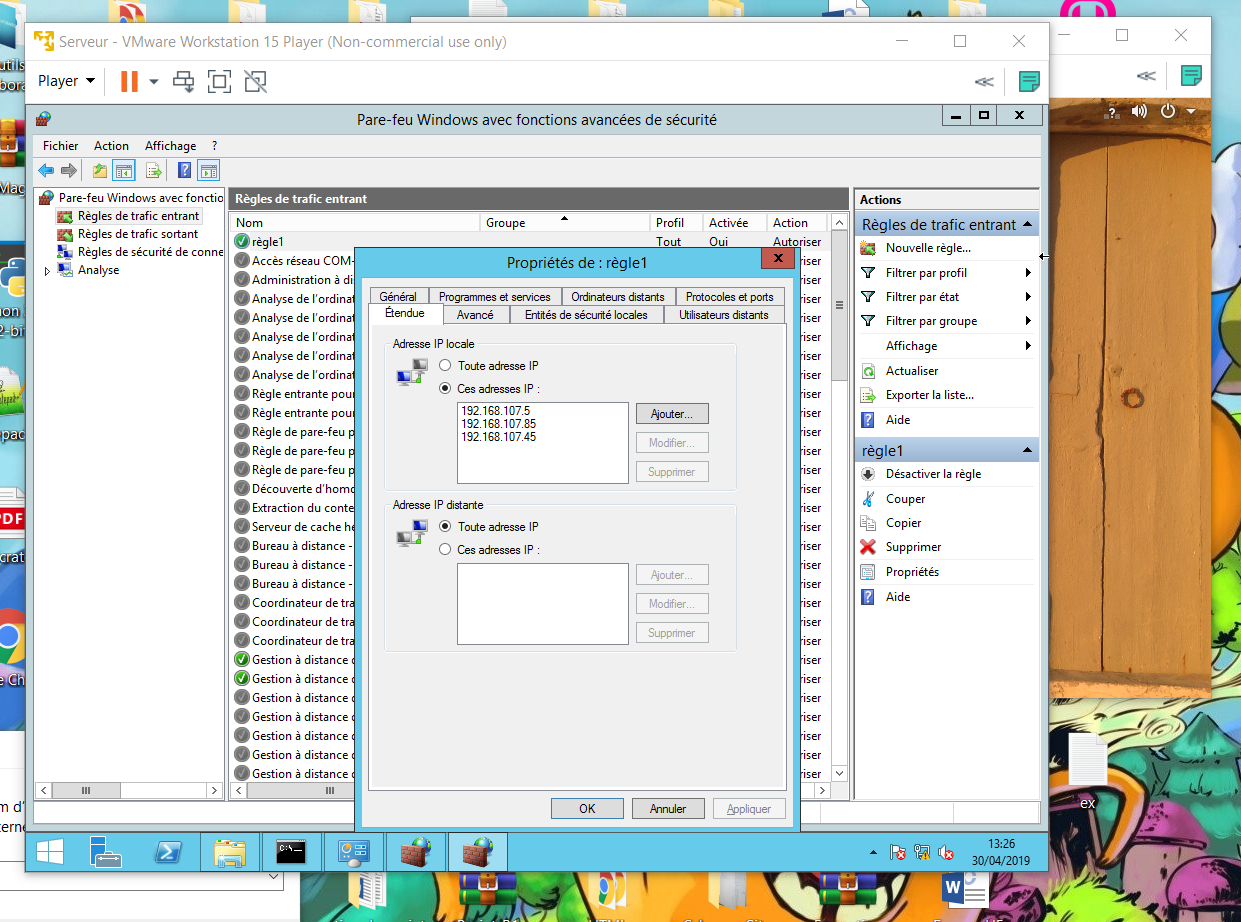 Serveur - VMware Workstation 15 Player (Non-commercial use only)
Player
Pare-feu Windows avec fonctions avancées de sécurité
Fichier Action Affichage ?
Pare-feu Windows avec fonctio
Règles de trafic entrant
Règles de trafic sortant
Règles de sécurité de conne
Analyse
Règles de trafic entrant
Nom Groupe Profil Activée Action
règle1 Tout Oui Autoriser
Accès réseau COM- riser
Administration à di riser
Analyse de l'ordinat riser
Analyse de l'ordinat riser
Analyse de l'ordinat riser
Analyse de l'ordinat riser
Analyse de l'ordinat riser
Règle entrante pour riser
Règle entrante pour riser
Règle de pare-feu p riser
Règle de pare-feu p riser
Règle de pare-feu p riser
Découverte d'homo riser
Extraction du conte riser
Serveur de cache hé riser
Bureau à distance - riser
Bureau à distance - riser
Bureau à distance - riser
Coordinateur de tra riser
Coordinateur de tra riser
Coordinateur de tra riser
Gestion à distance d riser
Gestion à distance d riser
Gestion à distance d riser
Gestion à distance d riser
Gestion à distance d riser
Gestion à distance d riser
Gestion à distance d riser
Propriétés de : règle1
Général Programmes et services Ordinateurs distants Protocoles et ports
Étendue Avancé Entités de sécurité locales Utilisateurs distants
Adresse IP locale
Toute adresse IP
Ces adresses IP :
192.168.107.5
192.168.107.85
192.168.107.45
Ajouter...
Modifier...
Supprimer
Adresse IP distante
Toute adresse IP
Ces adresses IP :
Ajouter...
Modifier...
Supprimer
OK Annuler Appliquer
Actions
Règles de trafic entrant
Nouvelle règle...
Filtrer par profil
Filtrer par état
Filtrer par groupe
Affichage
Actualiser
Exporter la liste...
Aide
règle1
Désactiver la règle
Couper
Copier
Supprimer
Propriétés
Aide
13:26
30/04/2019
ex
PDF